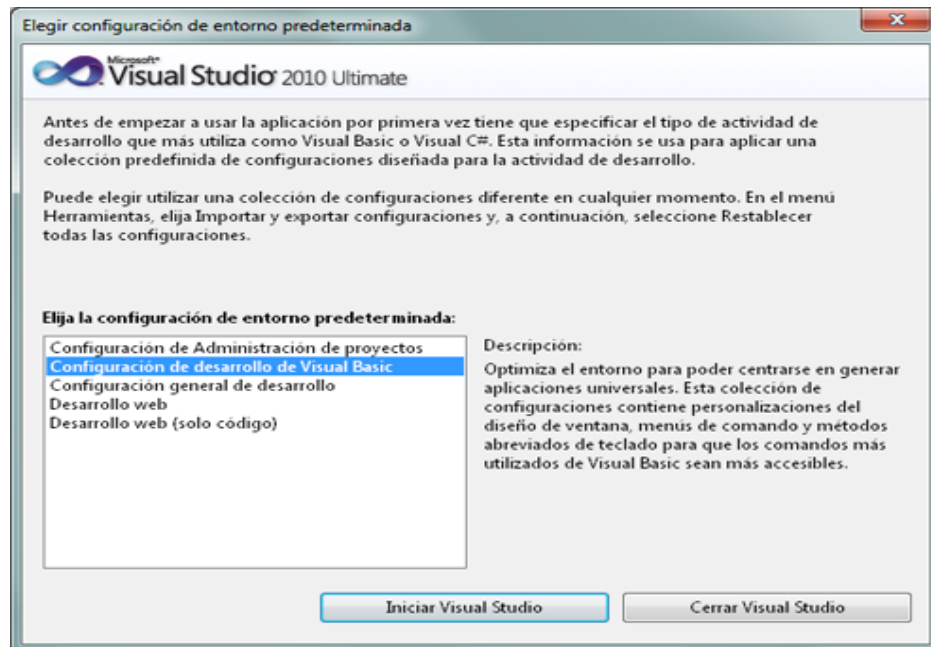 Elegir configuración de entorno predeterminada
Microsoft®
Visual Studio 2010 Ultimate
Antes de empezar a usar la aplicación por primera vez tiene que especificar el tipo de actividad de
desarrollo que más utiliza como Visual Basic o Visual C#. Esta información se usa para aplicar una
colección predefinida de configuraciones diseñada para la actividad de desarrollo.
Puede elegir utilizar una colección de configuraciones diferente en cualquier momento. En el menú
Herramientas, elija Importar y exportar configuraciones y, a continuación, seleccione Restablecer
todas las configuraciones.
Elija la configuración de entorno predeterminada:
Configuración de Administración de proyectos
Configuración de desarrollo de Visual Basic
Configuración general de desarrollo
Desarrollo web
Desarrollo web (solo código)
Descripción:
Optimiza el entorno para poder centrarse en generar
aplicaciones universales. Esta colección de
configuraciones contiene personalizaciones del
diseño de ventana, menús de comando y métodos
abreviados de teclado para que los comandos más
utilizados de Visual Basic sean más accesibles.
Iniciar Visual Studio
Cerrar Visual Studio